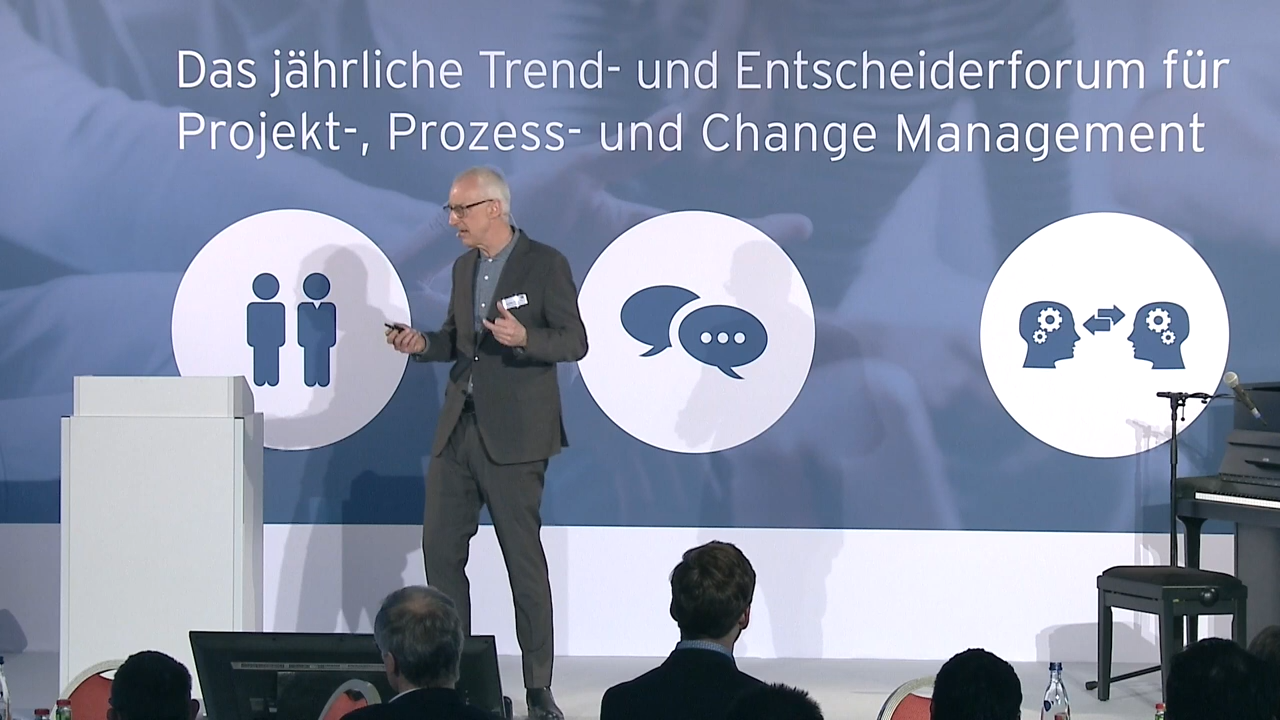 Das jährliche Trend- und Entscheiderforum für
Projekt-, Prozess- und Change Management